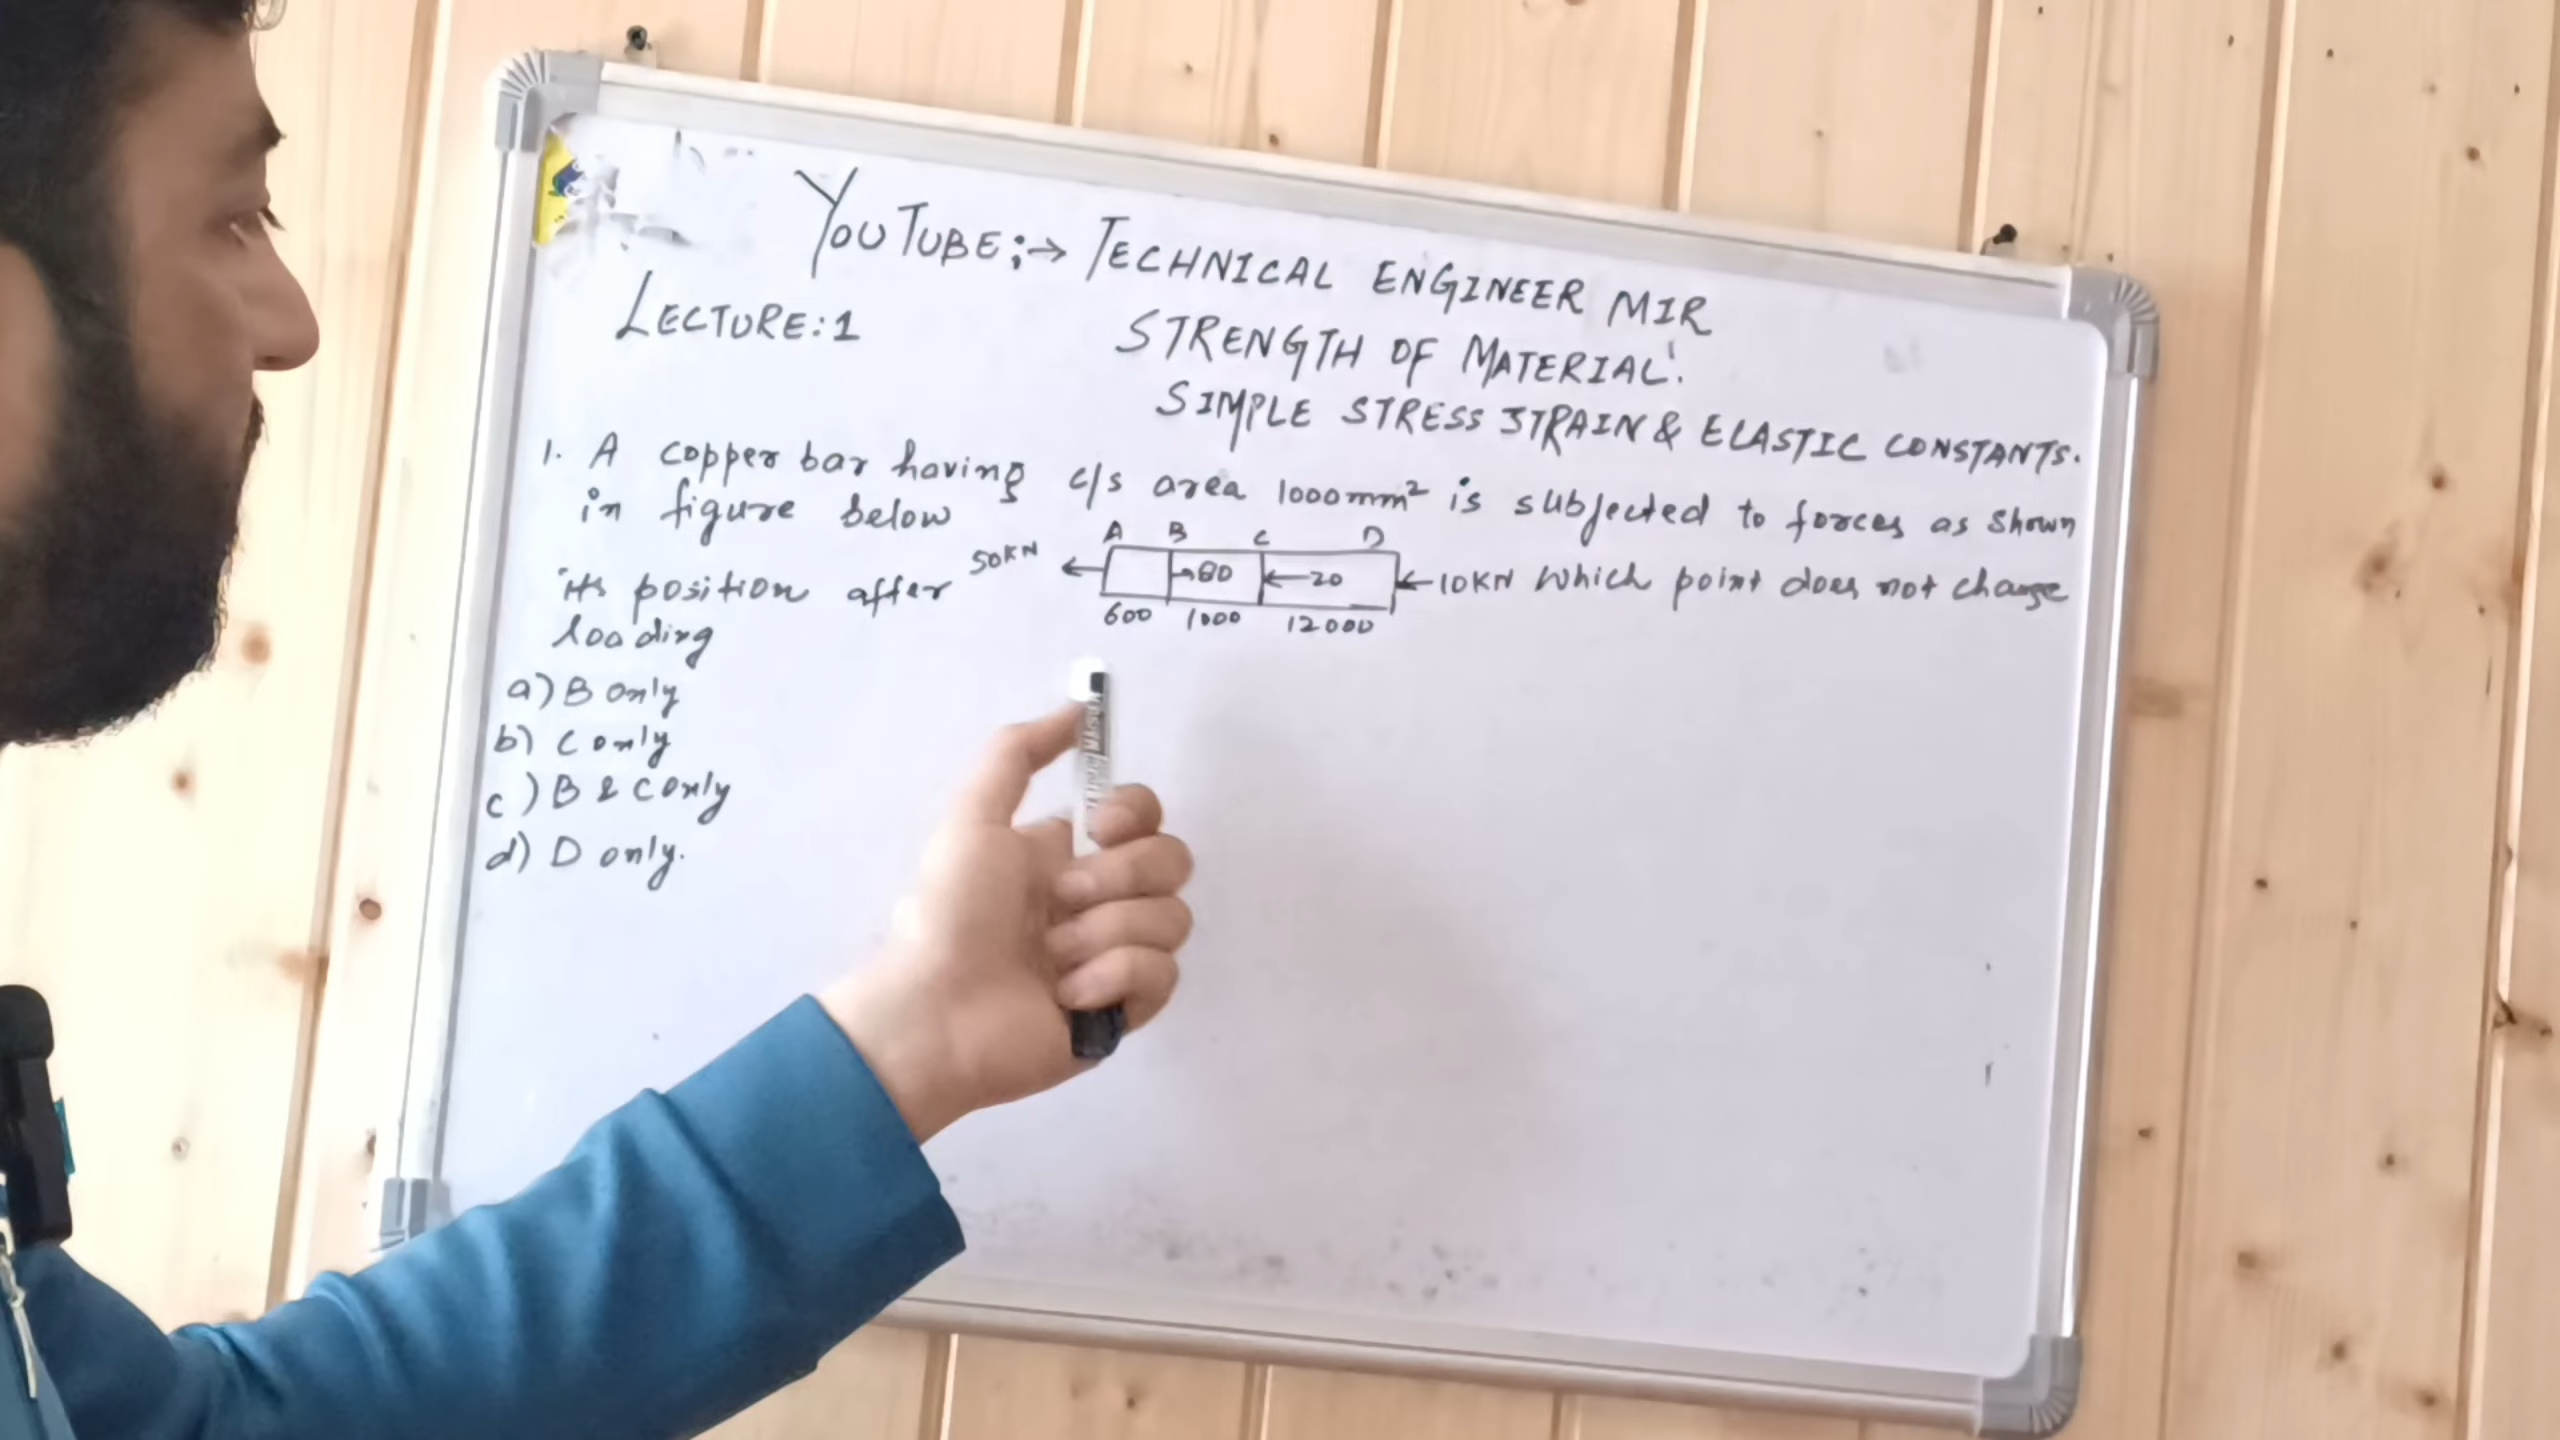 YOUTUBE;→ TECHNICAL ENGINEER MIR
LECTURE:1
STRENGTH OF MATERIAL:
SIMPLE STRESS STRAIN & ELASTIC CONSTANTS.
1. A copper bar having c/s area 1000mm² is subjected to forces as shown
in figure below
A B C D
its position after 50KN ← →80 ←20 ←10KN Which point does not change
loading
600 1000 12000
a) B only
b) C only
c) B & C only
d) D only.